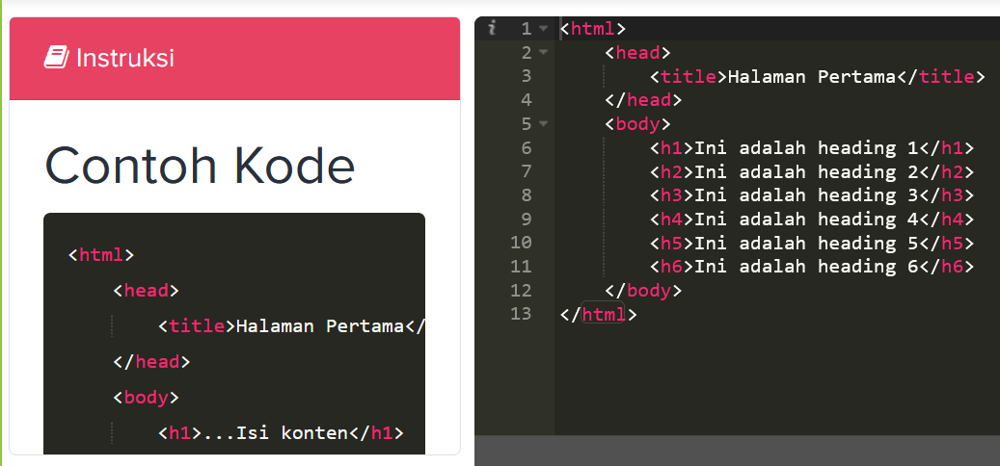 Instruksi
Contoh Kode
<html>
<head>
<title>Halaman Pertama</
</head>
<body>
<h1>...Isi konten</h1>
i 1 <html>
2 <head>
3 <title>Halaman Pertama</title>
4 </head>
5 <body>
6 <h1>Ini adalah heading 1</h1>
7 <h2>Ini adalah heading 2</h2>
8 <h3>Ini adalah heading 3</h3>
9 <h4>Ini adalah heading 4</h4>
10 <h5>Ini adalah heading 5</h5>
11 <h6>Ini adalah heading 6</h6>
12 </body>
13 </html>